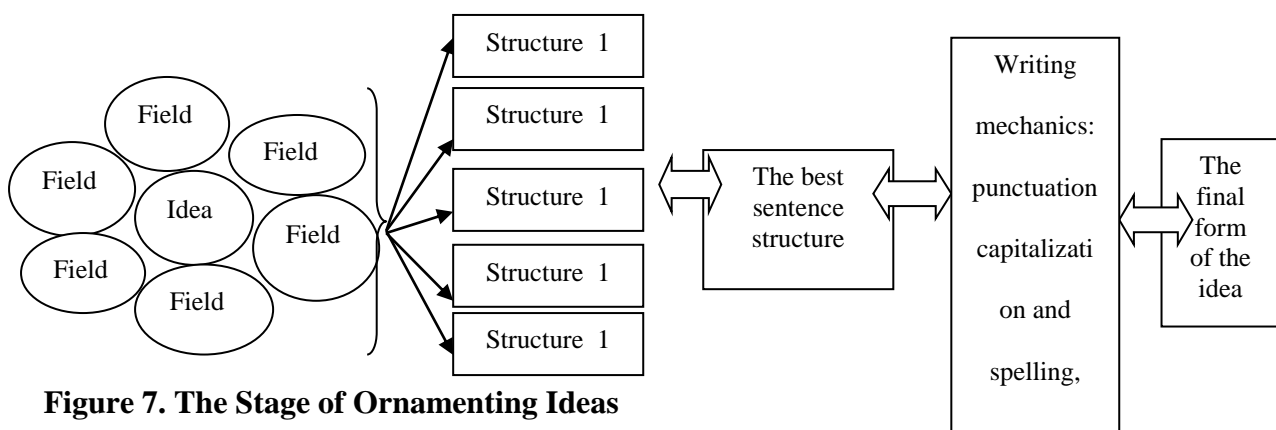 Field
Field
Field
Idea
Field
Field
Field
Structure 1
Structure 1
Structure 1
Structure 1
Structure 1
The best
sentence
structure
Writing
mechanics:
punctuation
capitalizati
on and
spelling,
The
final
form
of the
idea
Figure 7. The Stage of Ornamenting Ideas